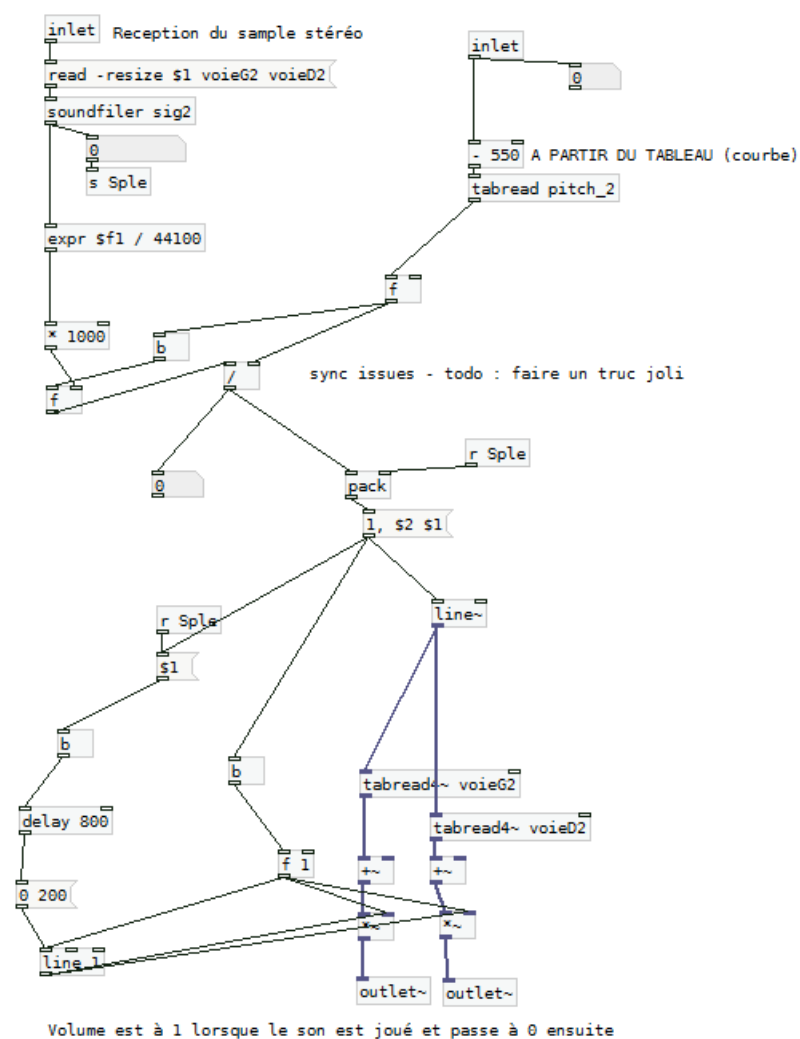 inlet
Reception du sample stéréo
read -resize $1 voieG2 voieD2
soundfiler sig2
0
s Sple
expr $f1 / 44100
* 1000
inlet
0
- 550
A PARTIR DU TABLEAU (courbe)
tabread pitch_2
f
b
f
/
sync issues - todo : faire un truc joli
0
r Sple
pack
1, $2 $1
line~
r Sple
$1
b
b
delay 800
tabread4~ voieG2
tabread4~ voieD2
f 1
+~
+~
0 200
*~
*~
line 1
outlet~
outlet~
Volume est à 1 lorsque le son est joué et passe à 0 ensuite